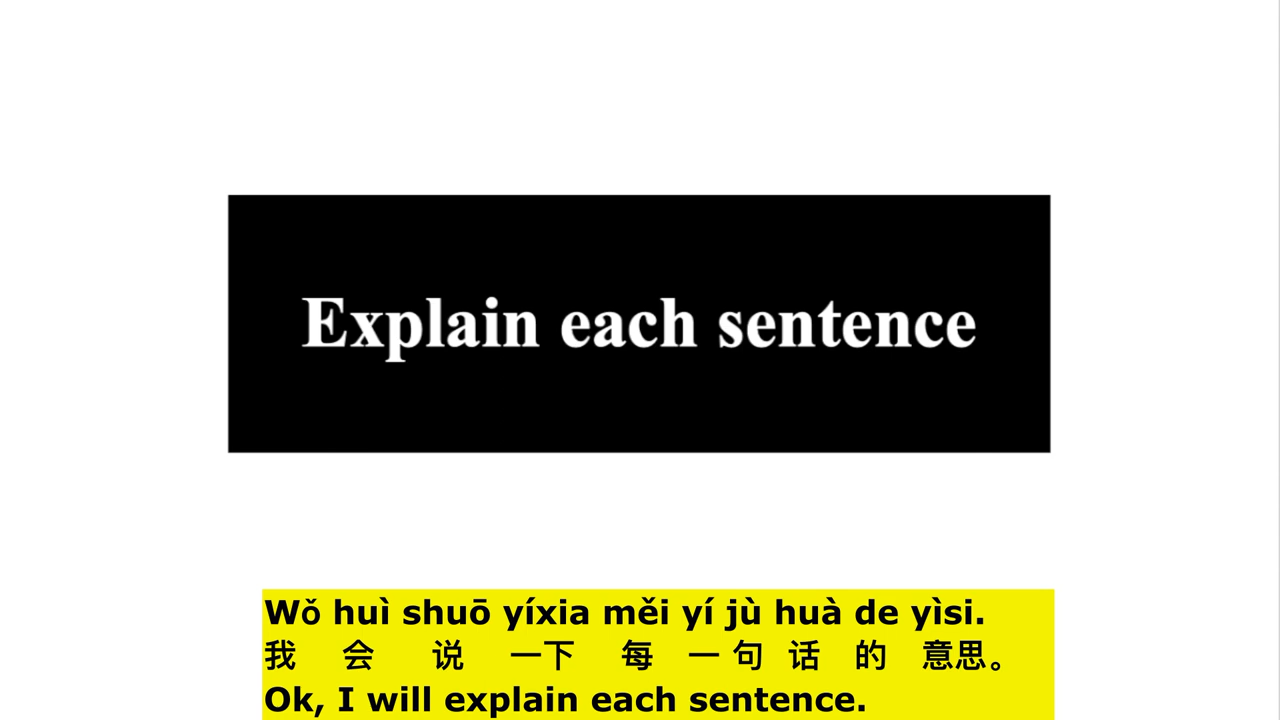 Explain each sentence
Wǒ huì shuō yíxia měi yí jù huà de yìsi.
我 会 说 一下 每 一 句 话 的 意思。
Ok, I will explain each sentence.